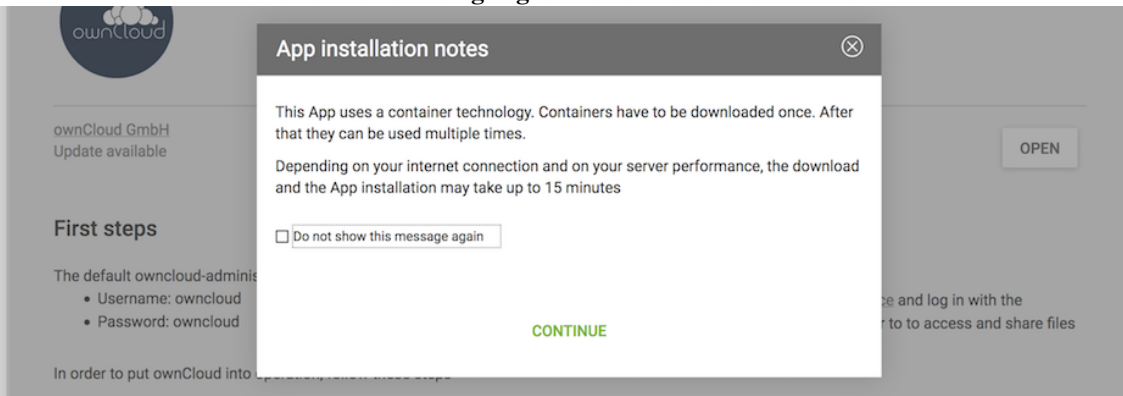 ownCloud
App installation notes
This App uses a container technology. Containers have to be downloaded once. After
that they can be used multiple times.
ownCloud GmbH
Update available
OPEN
Depending on your internet connection and on your server performance, the download
and the App installation may take up to 15 minutes
First steps
Do not show this message again
The default owncloud-adminis
• Username: owncloud
and log in with the
• Password: owncloud
r to to access and share files
CONTINUE
In order to put ownCloud into